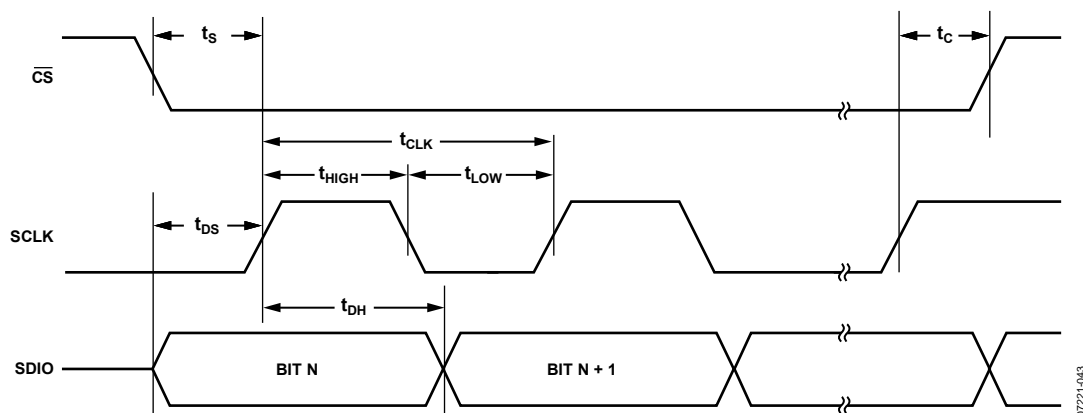 tS
tC
CS
tCLK
tHIGH
tLOW
tDS
SCLK
tDH
SDIO
BIT N
BIT N + 1